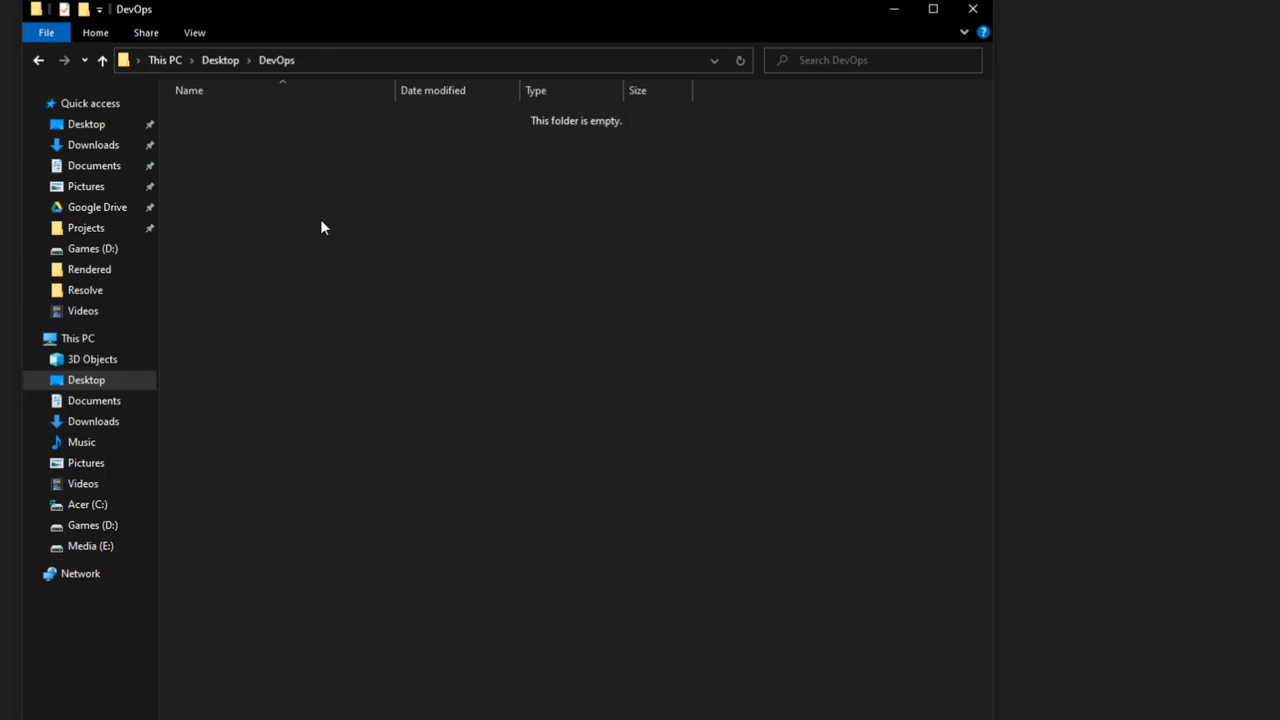 DevOps
File Home Share View
This PC Desktop DevOps Search DevOps
Name Date modified Type Size
This folder is empty.
Quick access
Desktop
Downloads
Documents
Pictures
Google Drive
Projects
Games (D:)
Rendered
Resolve
Videos
This PC
3D Objects
Desktop
Documents
Downloads
Music
Pictures
Videos
Acer (C:)
Games (D:)
Media (E:)
Network